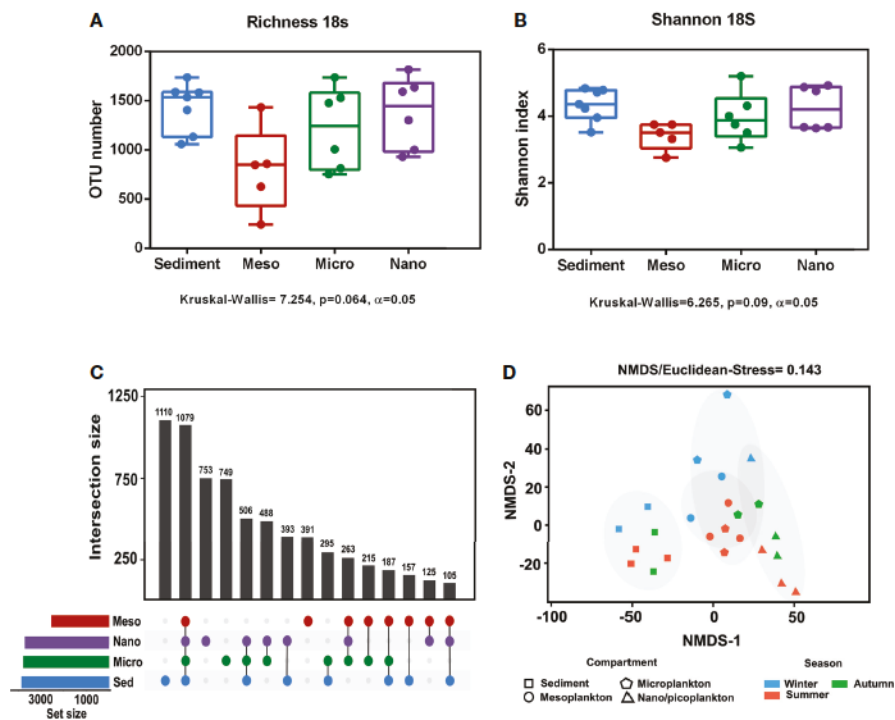 A
Richness 18s
OTU number
2000
1500
1000
500
0
Sediment Meso Micro Nano
Kruskal-Wallis= 7.254, p=0.064, α=0.05
B
Shannon 18S
Shannon index
6
4
2
0
Sediment Meso Micro Nano
Kruskal-Wallis=6.265, p=0.09, α=0.05
C
Intersection size
1250
750
250
1110 1079 753 749 506 488 393 391 295 263 215 187 157 125 105
Meso
Nano
Micro
Sed
3000 1000
Set size
D
NMDS/Euclidean-Stress= 0.143
NMDS-2
60
40
20
0
-20
-100 -50 0 50
NMDS-1
Compartment
Sediment Microplankton
Mesoplankton Nano/picoplankton
Season
Winter Autumn
Summer